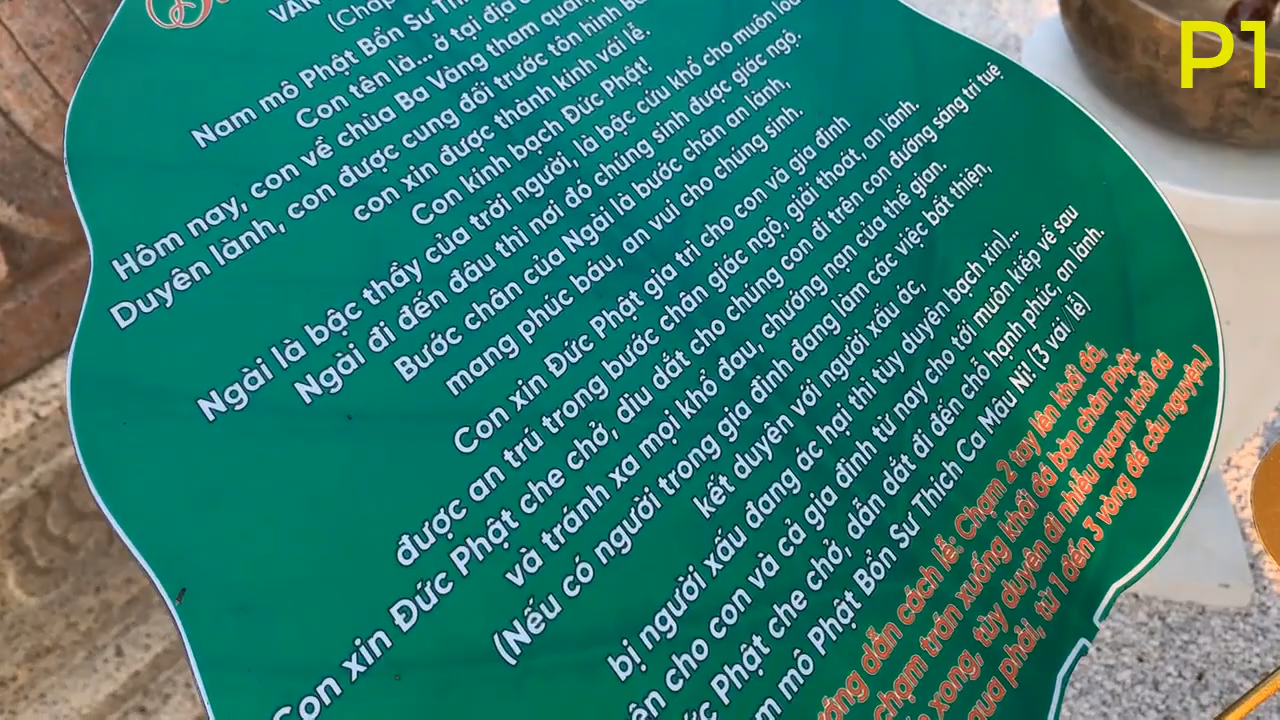 P1
VĂN
(Chắp
Nam mô Phật Bổn Sư
Con tên là... ở tại địa
Hôm nay, con về chùa Ba Vàng tham quan
Duyên lành, con được cung đối trước tôn hình
con xin được thành kính vái lễ.
Con kính bạch Đức Phật!
Ngài là bậc thầy của trời người, là bậc cứu khổ cho muôn
Ngài đi đến đâu thì nơi đó chúng sinh được giác ngộ.
Bước chân của Ngài là bước chân an lành,
mang phúc báu, an vui cho chúng sinh.
Con xin Đức Phật gia trì cho con và gia đình
được an trú trong bước chân giác ngộ, giải thoát, an lành.
Con xin Đức Phật che chở, dìu dắt cho chúng con đi trên con đường sáng trí tuệ
và tránh xa mọi khổ đau, chướng nạn của thế gian.
(Nếu có người trong gia đình đang làm các việc bất thiện,
kết duyên với người xấu ác,
bị người xấu đang ác hại thì tùy duyên bạch xin)...
cho con và cả gia đình từ nay cho tới muôn kiếp về sau
Phật che chở, dẫn dắt đi đến chỗ hạnh phúc, an lành.
mô Phật Bổn Sư Thích Ca Mâu Ni! (3 vái/ lễ)
dẫn cách lễ: Chạm 2 tay lên khối đá,
chạm trán xuống khối đá bàn chân Phật
xong, tùy duyên đi nhiễu quanh khối đá
qua phải, từ 1 đến 3 vòng để cầu nguyện.)